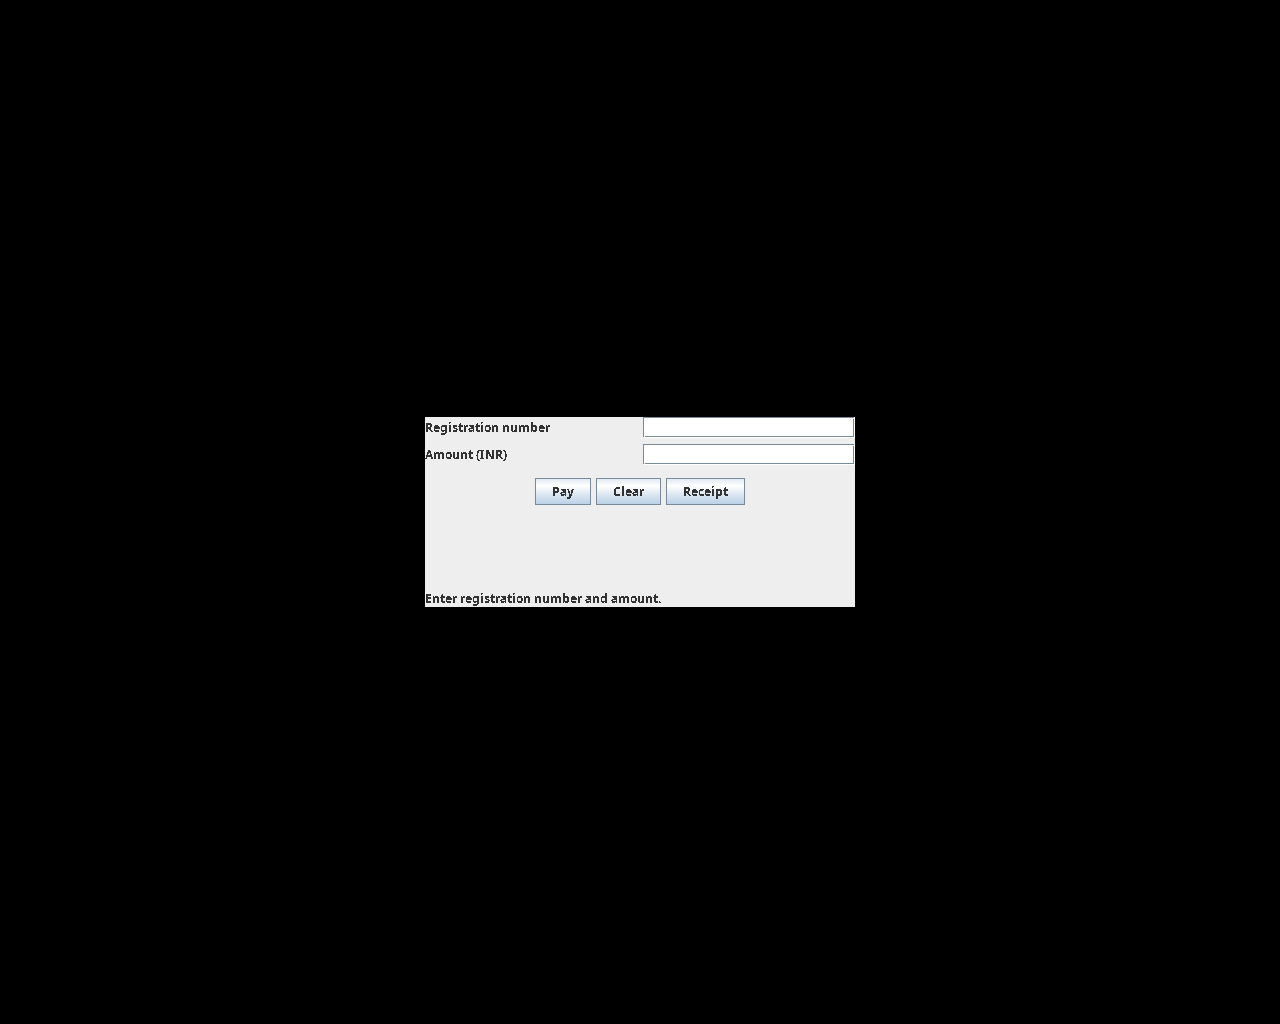 Registration number
Amount (INR)
Pay Clear Receipt
Enter registration number and amount.